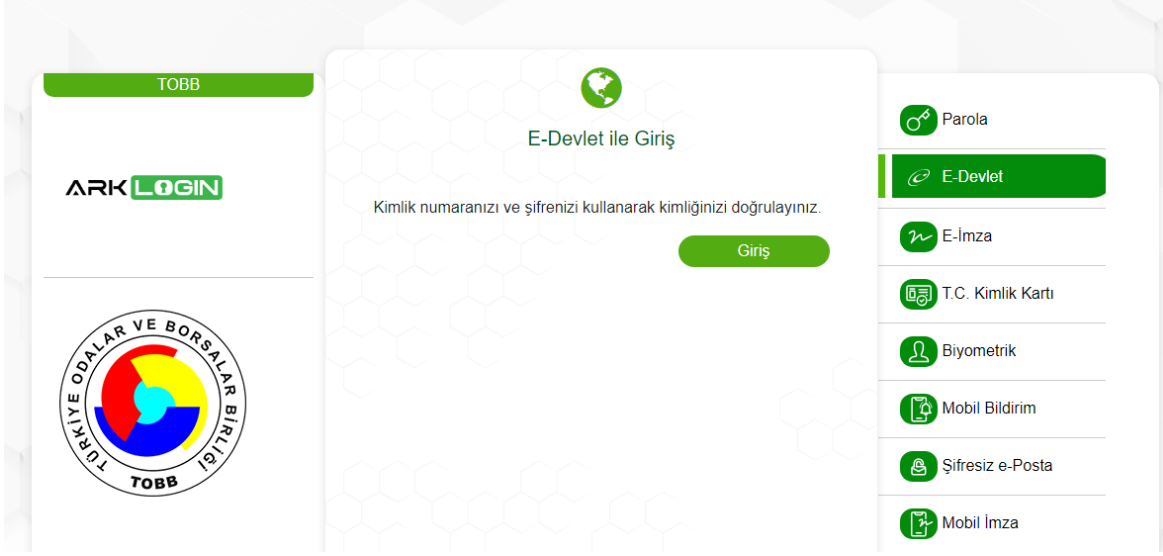 TOBB
ARK LOGIN
TÜRKİYE ODALAR VE BORSALAR BİRLİĞİ
TOBB
E-Devlet ile Giriş
Kimlik numaranızı ve şifrenizi kullanarak kimliğinizi doğrulayınız.
Giriş
Parola
E-Devlet
E-İmza
T.C. Kimlik Kartı
Biyometrik
Mobil Bildirim
Şifresiz e-Posta
Mobil İmza